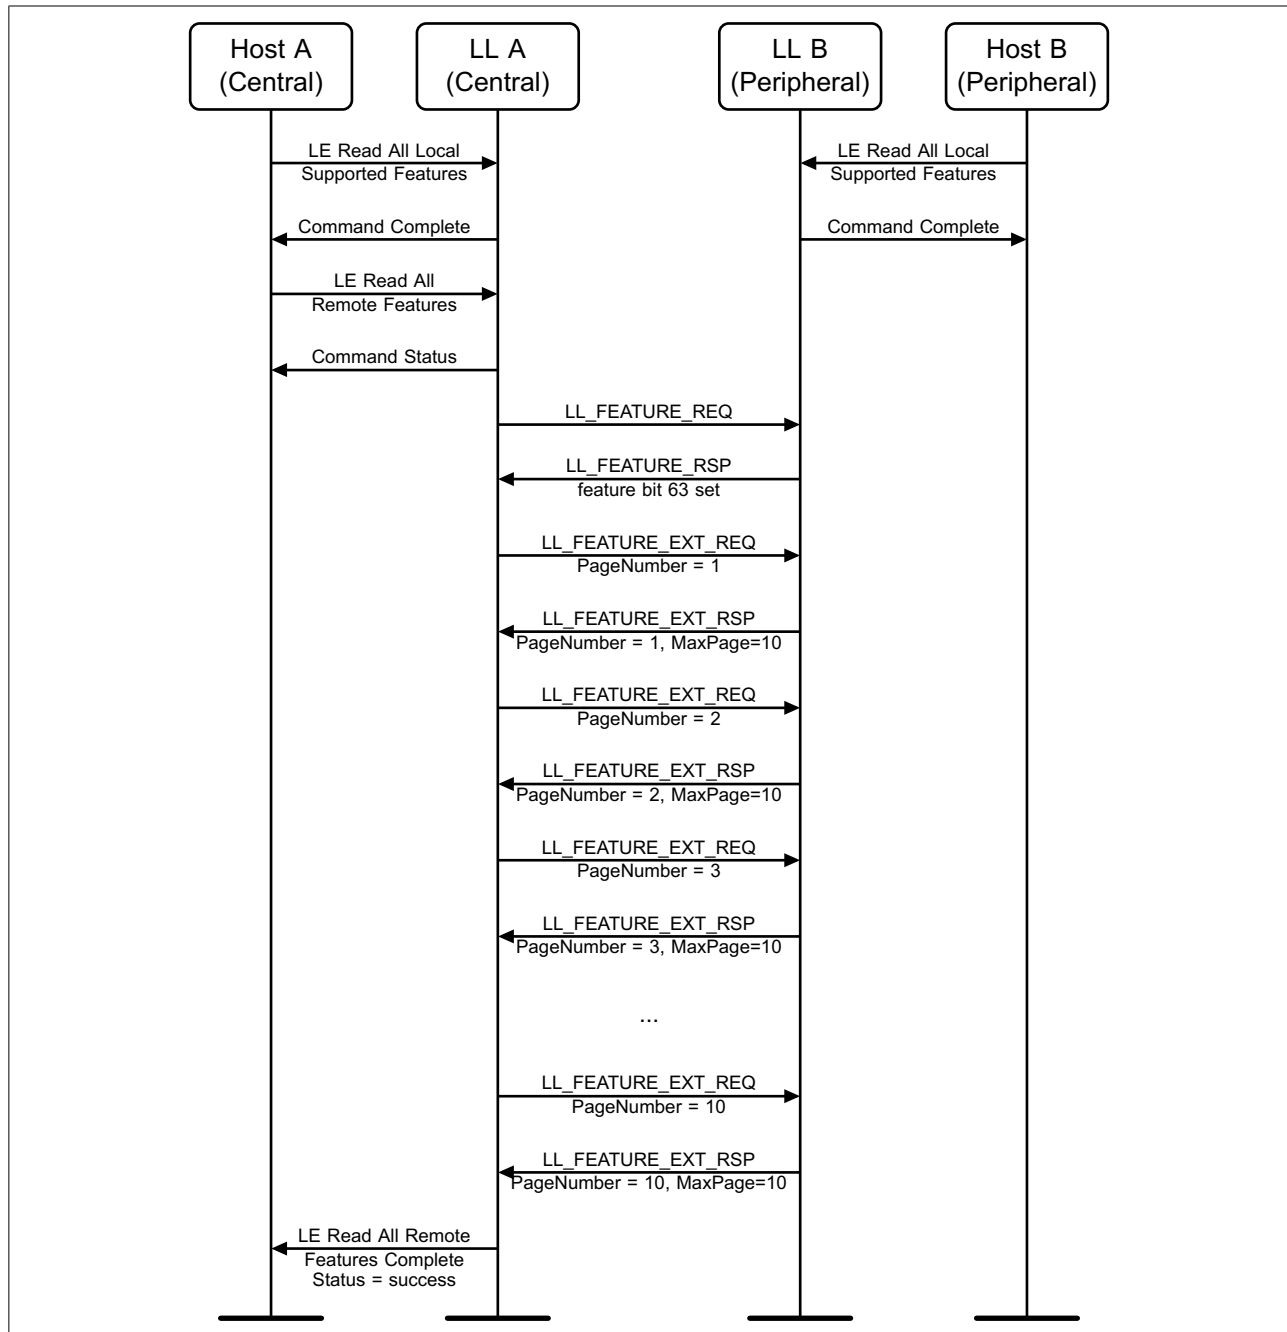 Host A
(Central)
LL A
(Central)
LL B
(Peripheral)
Host B
(Peripheral)
LE Read All Local
Supported Features
LE Read All Local
Supported Features
Command Complete
Command Complete
LE Read All
Remote Features
Command Status
LL_FEATURE_REQ
LL_FEATURE_RSP
feature bit 63 set
LL_FEATURE_EXT_REQ
PageNumber = 1
LL_FEATURE_EXT_RSP
PageNumber = 1, MaxPage=10
LL_FEATURE_EXT_REQ
PageNumber = 2
LL_FEATURE_EXT_RSP
PageNumber = 2, MaxPage=10
LL_FEATURE_EXT_REQ
PageNumber = 3
LL_FEATURE_EXT_RSP
PageNumber = 3, MaxPage=10
...
LL_FEATURE_EXT_REQ
PageNumber = 10
LL_FEATURE_EXT_RSP
PageNumber = 10, MaxPage=10
LE Read All Remote
Features Complete
Status = success